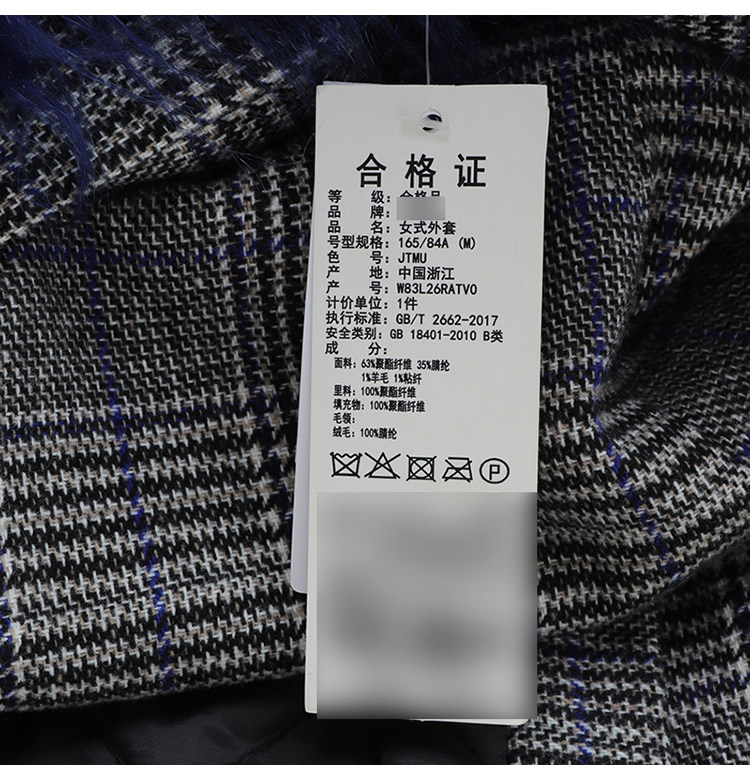 合格证
等 级：合格品
品 牌：
品 名：女式外套
号型规格：165/84A (M)
色 号：JTMU
产 地：中国浙江
产 号：W83L26RATV0
计价单位：1件
执行标准：GB/T 2662-2017
安全类别：GB 18401-2010 B类
成 分：
面料：63%聚酯纤维 35%腈纶
1%羊毛 1%粘纤
里料：100%聚酯纤维
填充物：100%聚酯纤维
毛领：
绒毛：100%腈纶
P